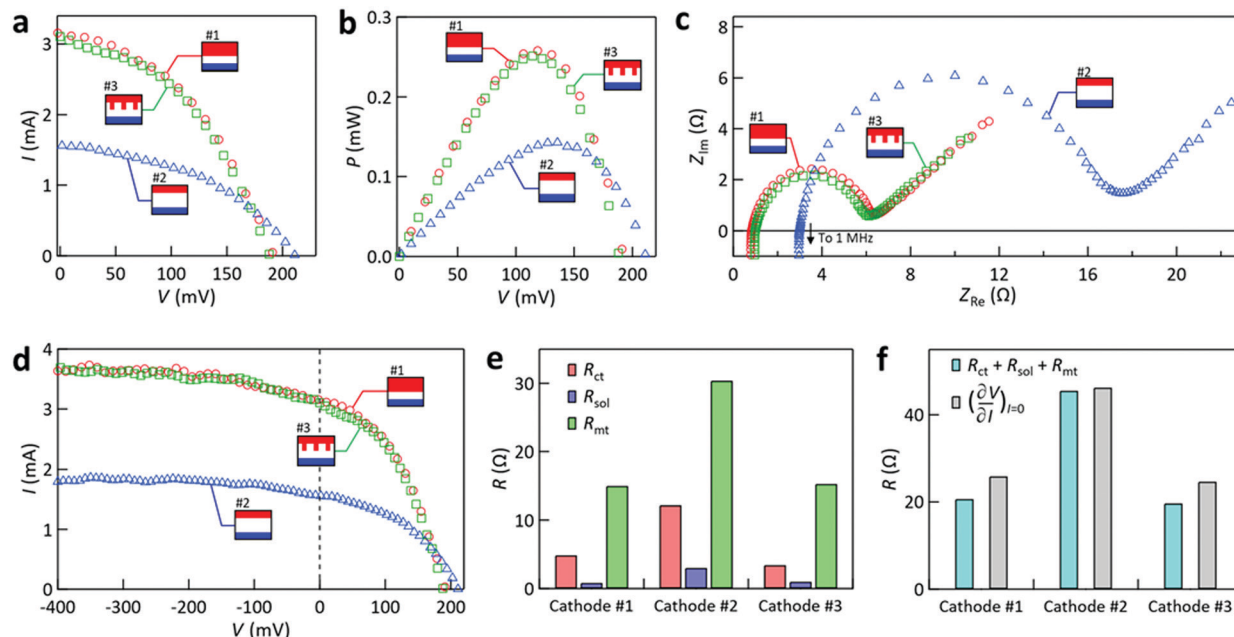 a
I (mA)
3
2
1
0
#1
#3
#2
0
50
100
150
200
V (mV)
b
P (mW)
0.3
0.2
0.1
0.0
#1
#3
#2
0
50
100
150
200
V (mV)
c
Z_Im (Ω)
8
6
4
2
0
#1
#3
#2
To 1 MHz
0
4
8
12
16
20
Z_Re (Ω)
d
I (mA)
4
3
2
1
0
#1
#3
#2
-400
-300
-200
-100
0
100
200
V (mV)
e
R (Ω)
30
20
10
0
R_ct
R_sol
R_mt
Cathode #1
Cathode #2
Cathode #3
f
R (Ω)
40
20
0
R_ct + R_sol + R_mt
(∂V/∂I)_I=0
Cathode #1
Cathode #2
Cathode #3